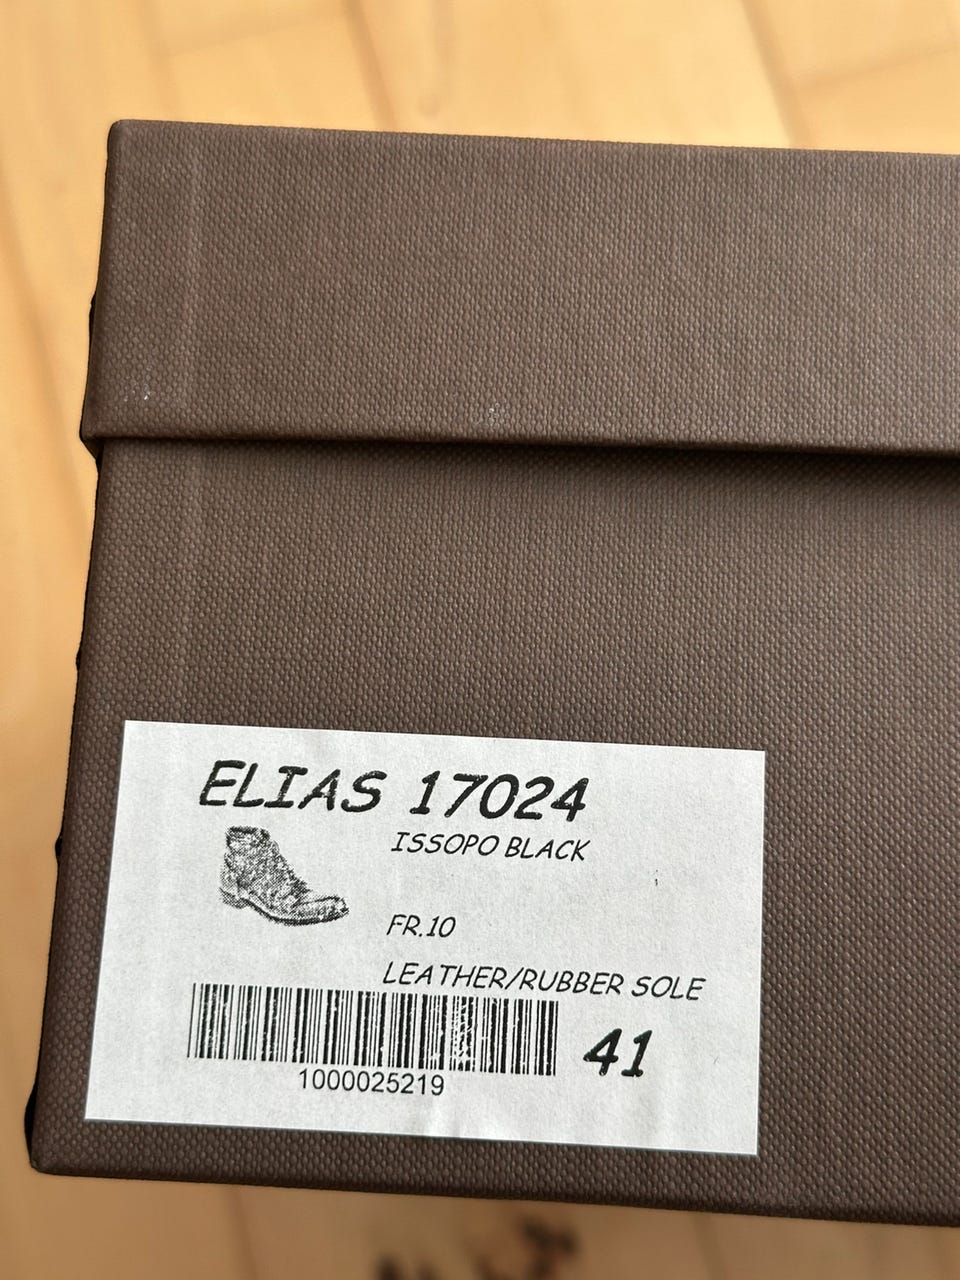 ELIAS 17024
ISSOPO BLACK
FR.10
LEATHER/RUBBER SOLE
41
1000025219